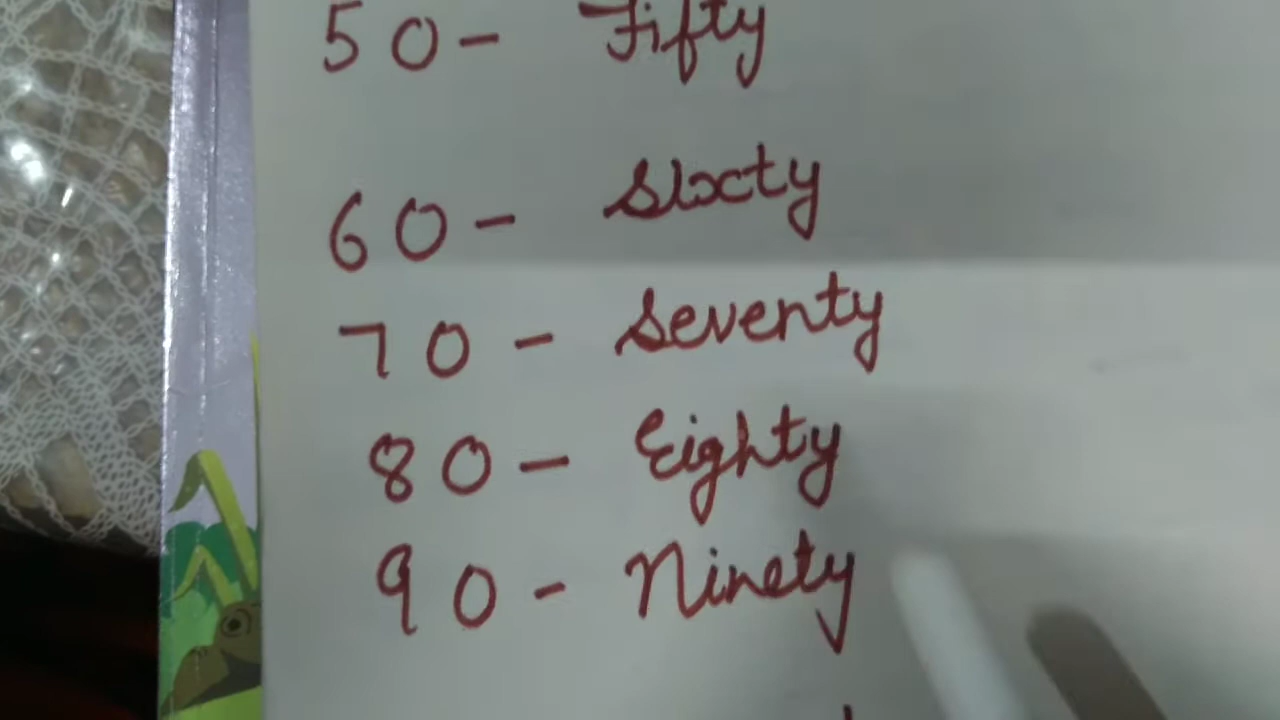 50- Fifty
60- Sixty
70- Seventy
80- Eighty
90- Ninety